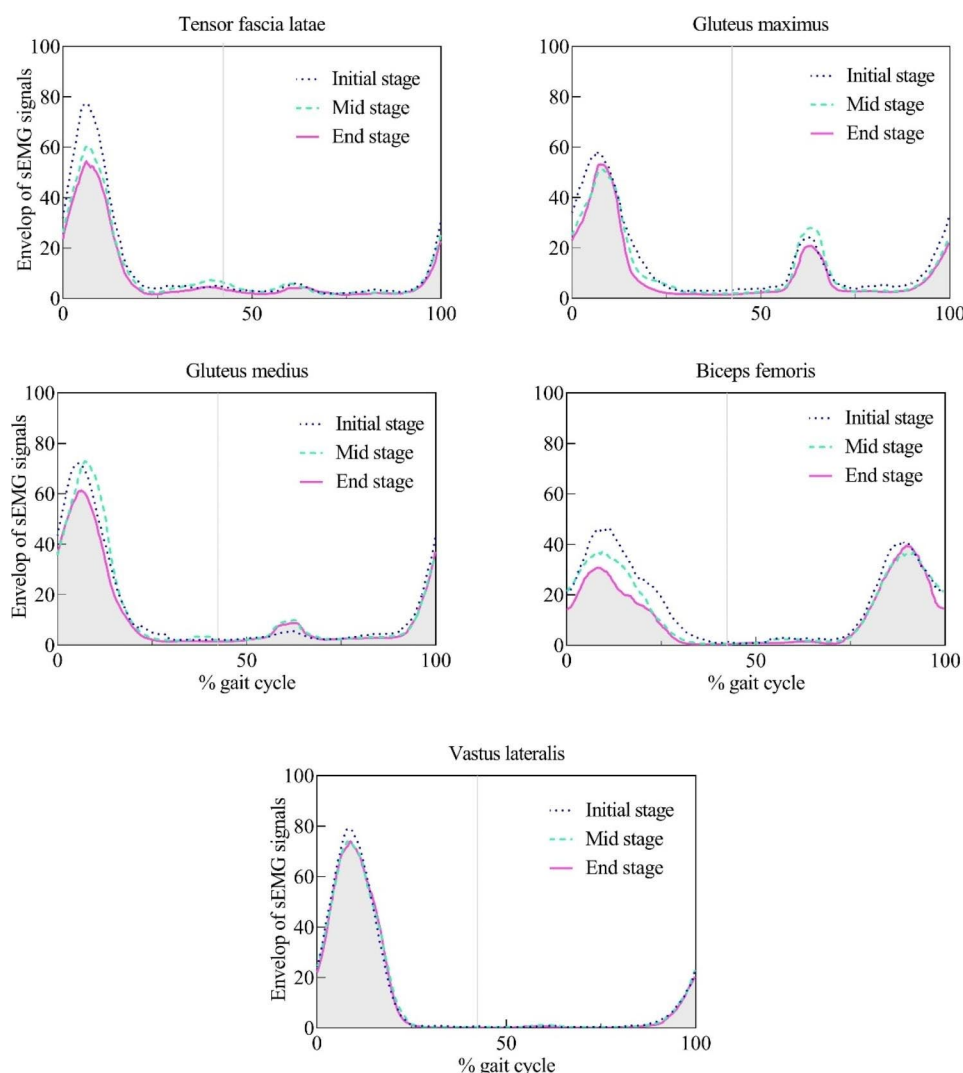 Tensor fascia latae
Envelop of sEMG signals
100
80
60
40
20
0
Initial stage
Mid stage
End stage
0
50
100
Gluteus maximus
100
80
60
40
20
0
Initial stage
Mid stage
End stage
0
50
100
Gluteus medius
Envelop of sEMG signals
100
80
60
40
20
0
Initial stage
Mid stage
End stage
0
50
100
% gait cycle
Biceps femoris
100
80
60
40
20
0
Initial stage
Mid stage
End stage
0
50
100
% gait cycle
Vastus lateralis
Envelop of sEMG signals
100
80
60
40
20
0
Initial stage
Mid stage
End stage
0
50
100
% gait cycle